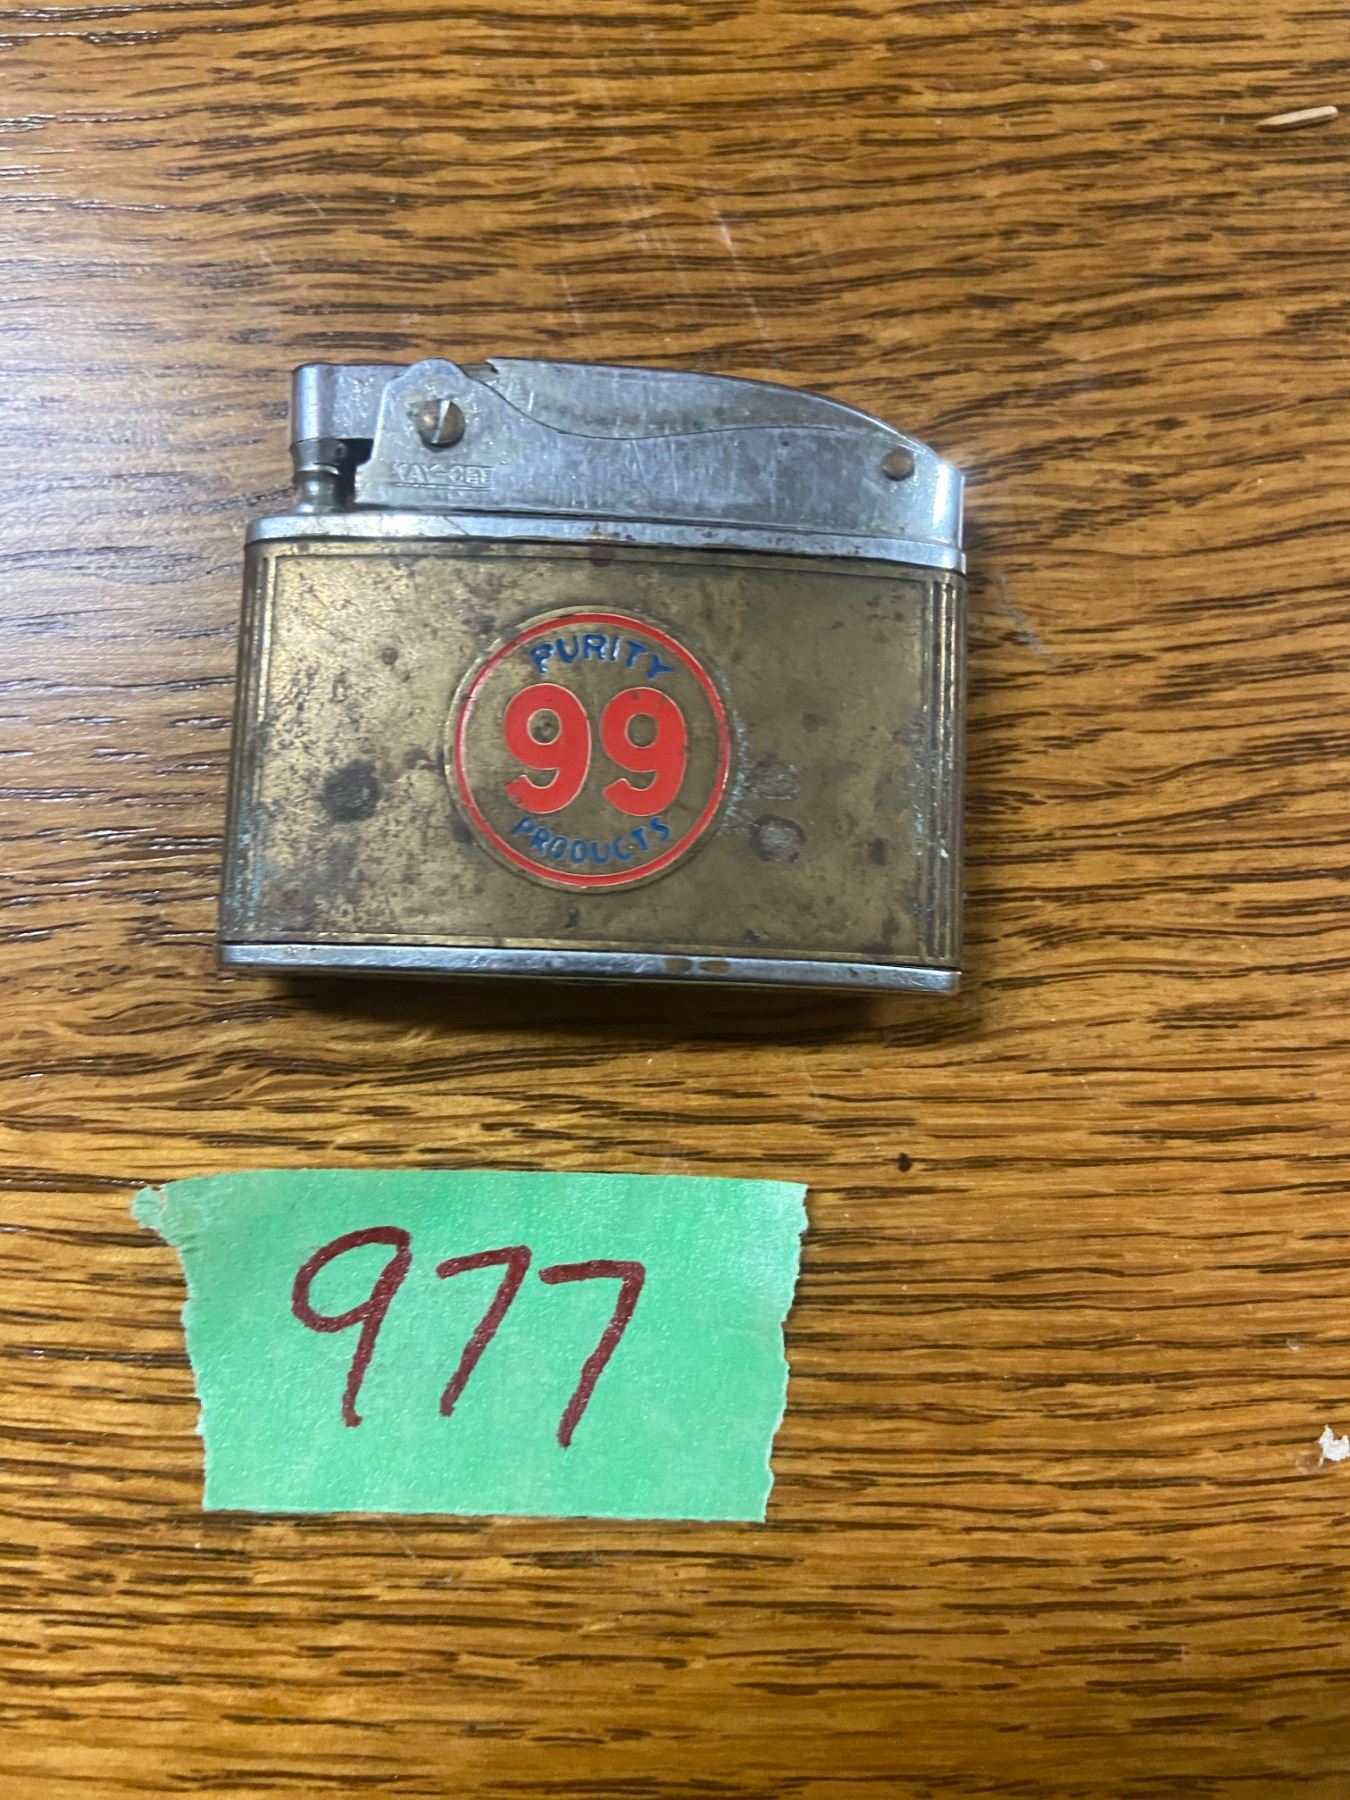 KAY-CEE
PURITY
99
PRODUCTS
977